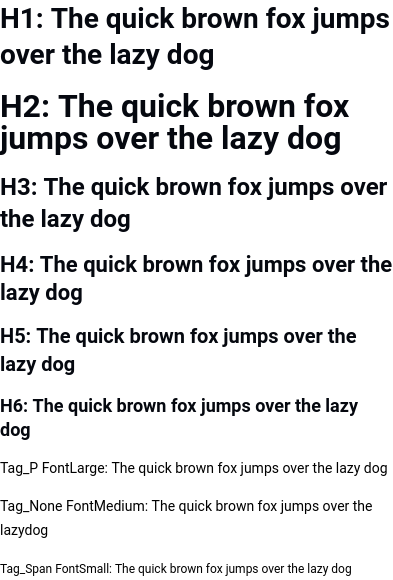 H1: The quick brown fox jumps
over the lazy dog
H2: The quick brown fox
jumps over the lazy dog
H3: The quick brown fox jumps over
the lazy dog
H4: The quick brown fox jumps over the
lazy dog
H5: The quick brown fox jumps over the
lazy dog
H6: The quick brown fox jumps over the lazy
dog
Tag_P FontLarge: The quick brown fox jumps over the lazy dog
Tag_None FontMedium: The quick brown fox jumps over the
lazydog
Tag_Span FontSmall: The quick brown fox jumps over the lazy dog